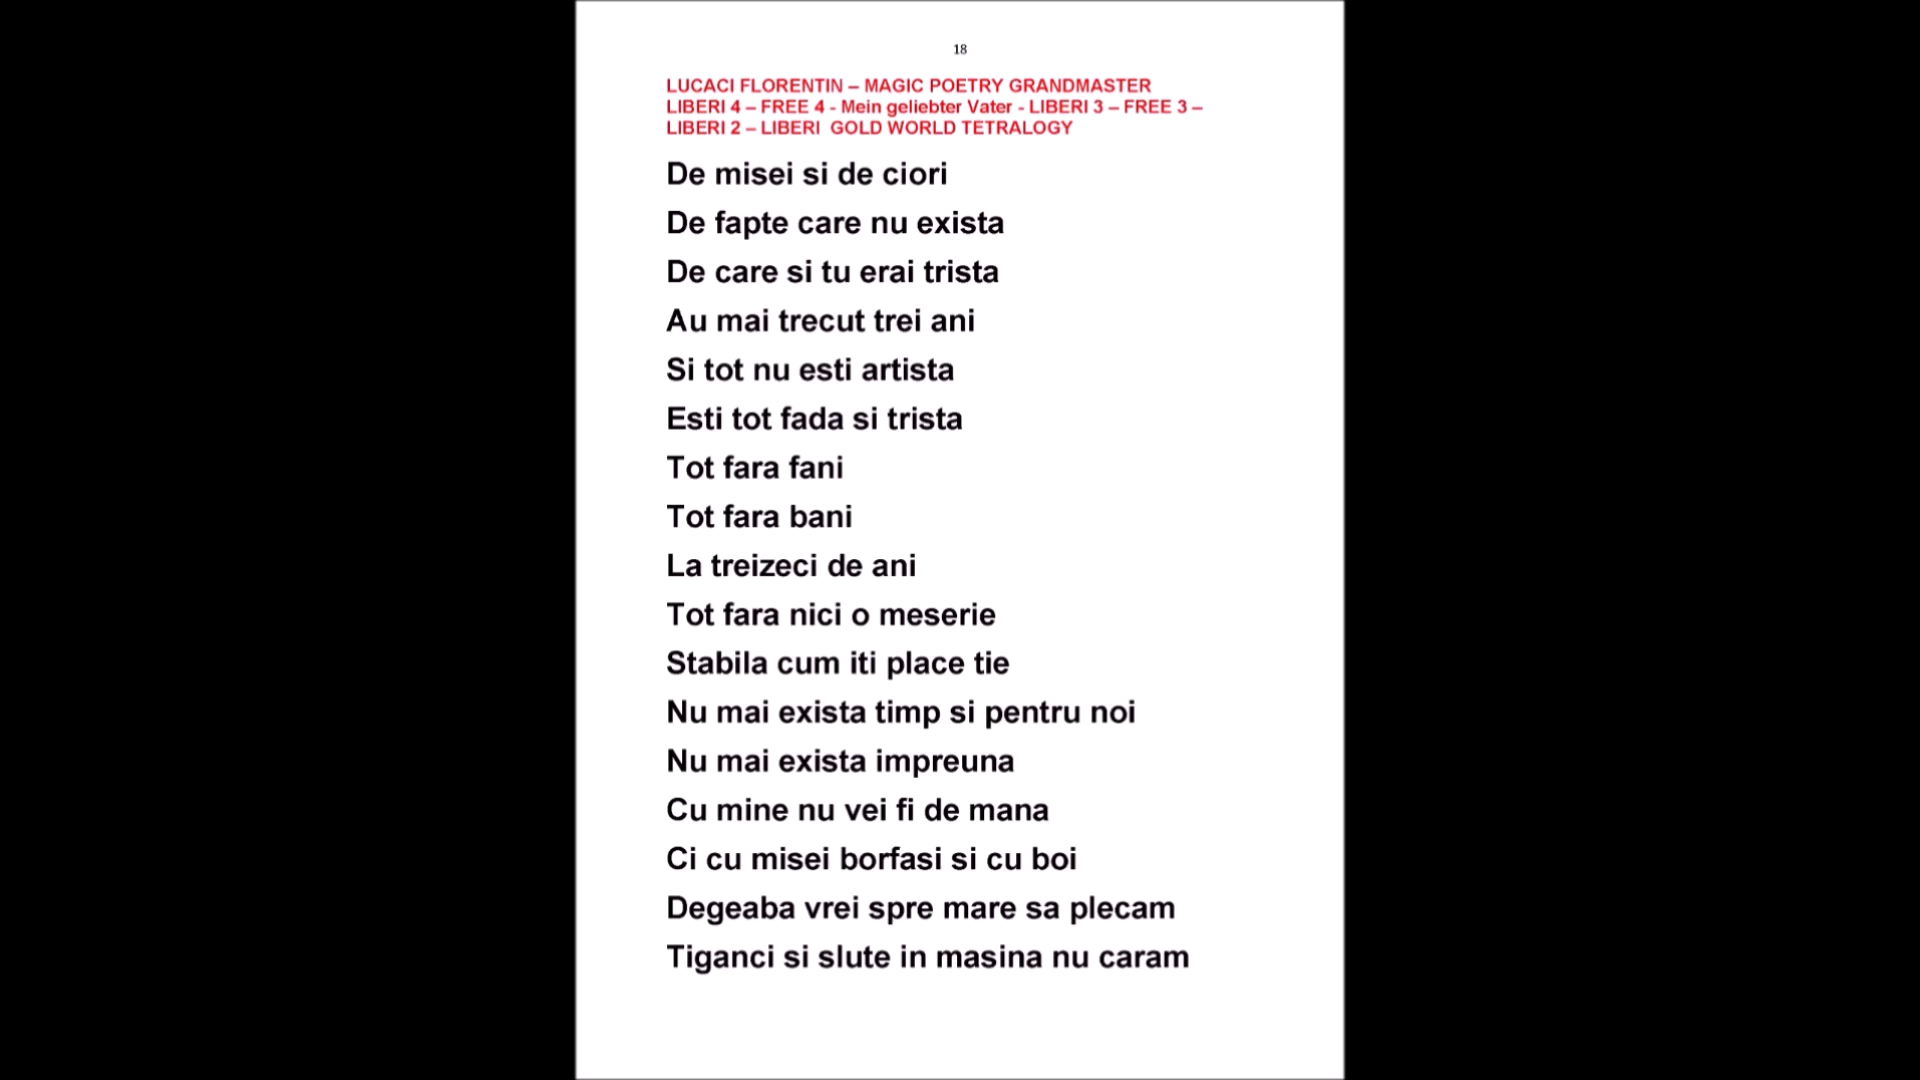 18
LUCACI FLORENTIN – MAGIC POETRY GRANDMASTER
LIBERI 4 – FREE 4 - Mein geliebter Vater - LIBERI 3 – FREE 3 –
LIBERI 2 – LIBERI  GOLD WORLD TETRALOGY
De misei si de ciori
De fapte care nu exista
De care si tu erai trista
Au mai trecut trei ani
Si tot nu esti artista
Esti tot fada si trista
Tot fara fani
Tot fara bani
La treizeci de ani
Tot fara nici o meserie
Stabila cum iti place tie
Nu mai exista timp si pentru noi
Nu mai exista impreuna
Cu mine nu vei fi de mana
Ci cu misei borfasi si cu boi
Degeaba vrei spre mare sa plecam
Tiganci si slute in masina nu caram